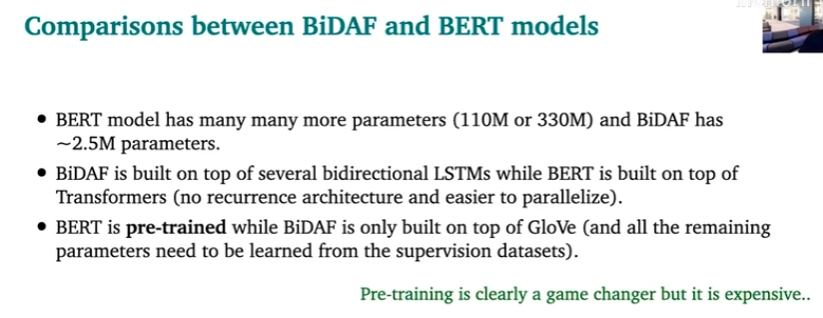 Comparisons between BiDAF and BERT models
• BERT model has many many more parameters (110M or 330M) and BiDAF has
~2.5M parameters.
• BiDAF is built on top of several bidirectional LSTMs while BERT is built on top of
Transformers (no recurrence architecture and easier to parallelize).
• BERT is pre-trained while BiDAF is only built on top of GloVe (and all the remaining
parameters need to be learned from the supervision datasets).
Pre-training is clearly a game changer but it is expensive..